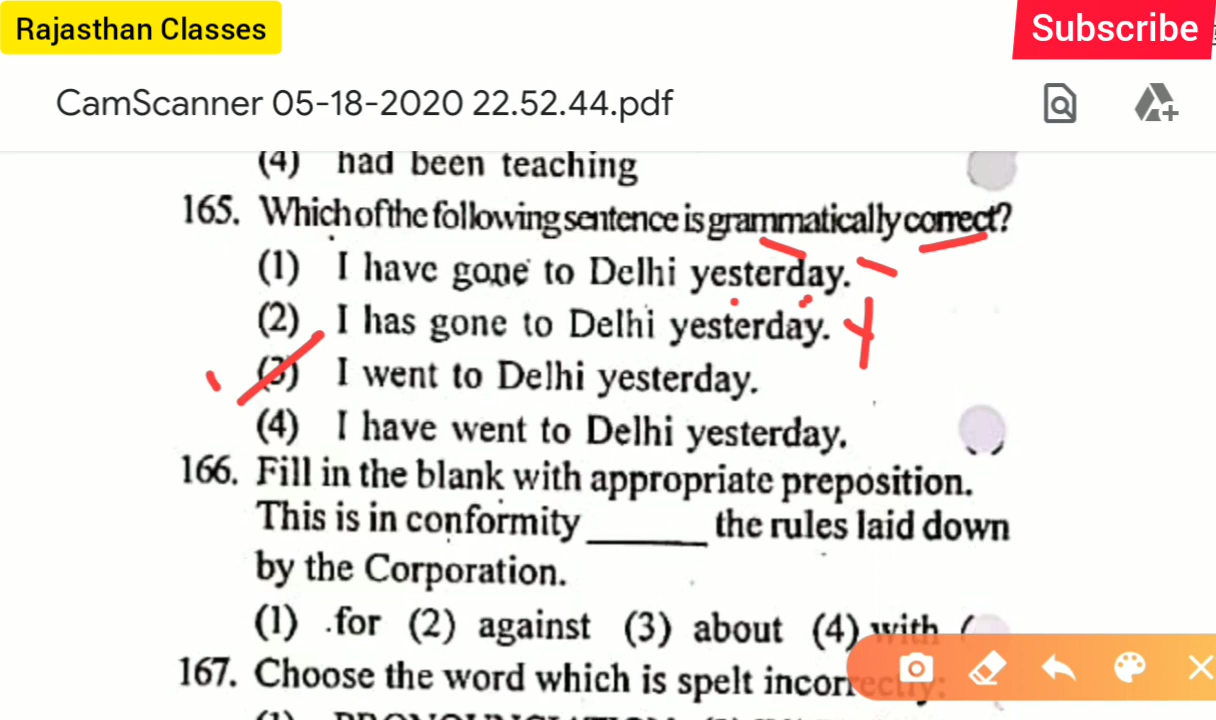 Rajasthan Classes
Subscribe
CamScanner 05-18-2020 22.52.44.pdf
(4) had been teaching
165. Which of the following sentence is grammatically correct?
(1) I have gone to Delhi yesterday.
(2) I has gone to Delhi yesterday.
(3) I went to Delhi yesterday.
(4) I have went to Delhi yesterday.
166. Fill in the blank with appropriate preposition.
This is in conformity ______ the rules laid down
by the Corporation.
(1) for (2) against (3) about (4) with (
167. Choose the word which is spelt incorrectly: